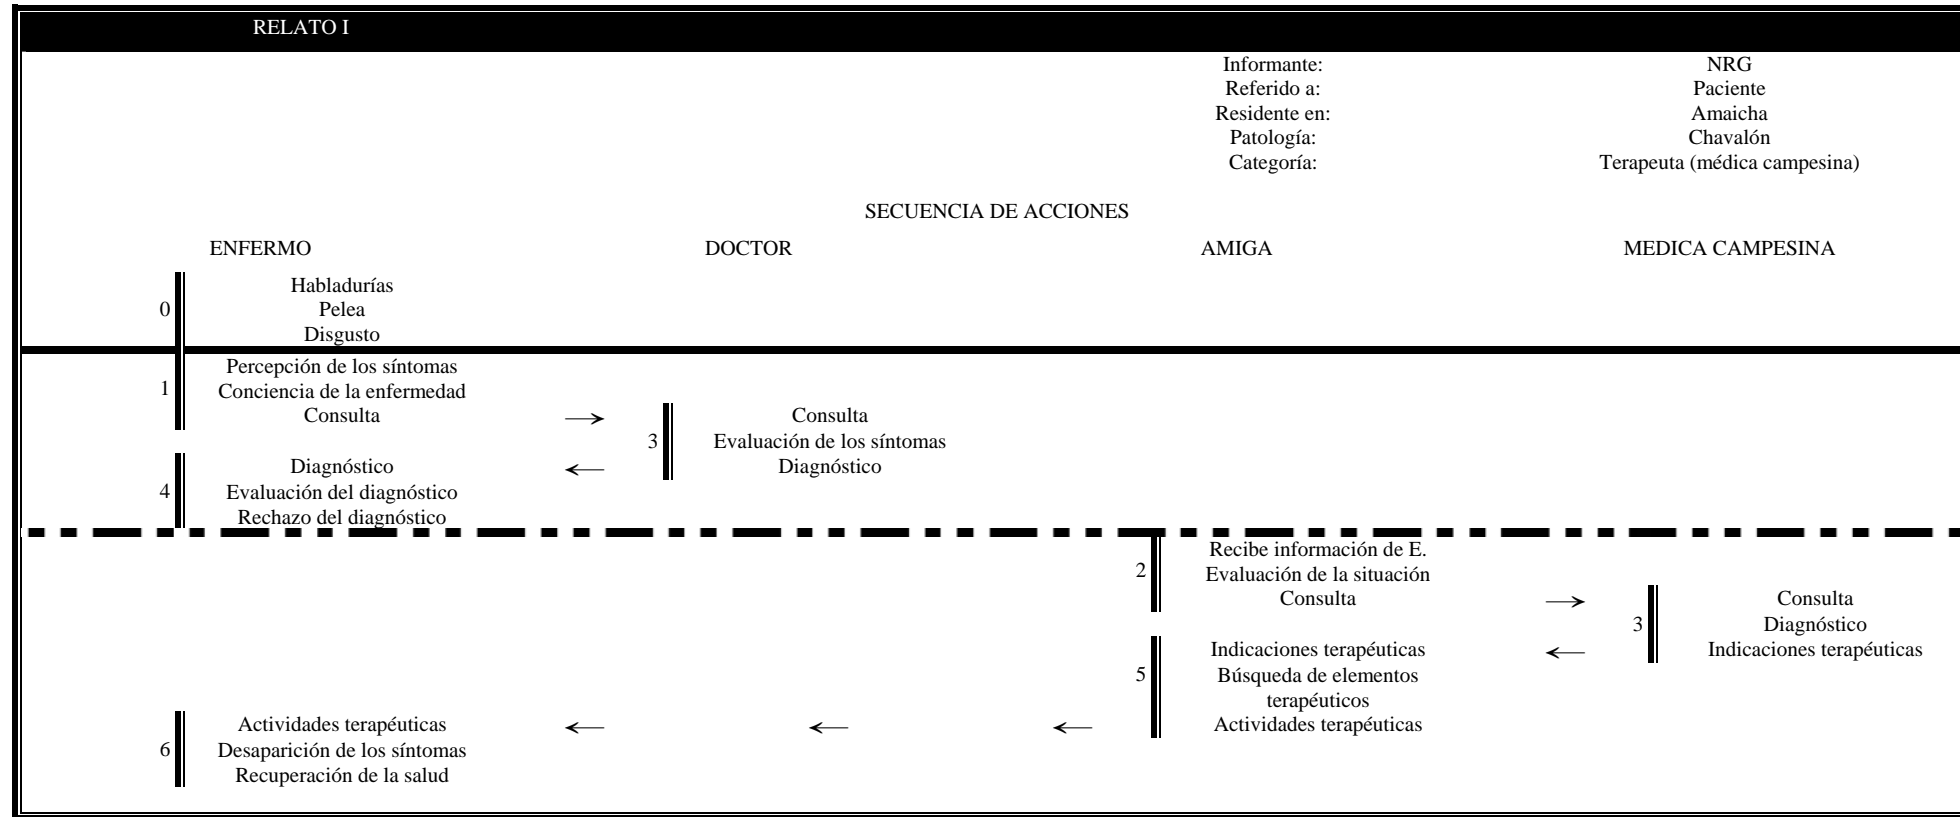 RELATO I
Informante: NRG
Referido a: Paciente
Residente en: Amaicha
Patología: Chavalón
Categoría: Terapeuta (médica campesina)
SECUENCIA DE ACCIONES
ENFERMO DOCTOR AMIGA MEDICA CAMPESINA
Habladurías
0 Pelea
Disgusto
Percepción de los síntomas
1 Conciencia de la enfermedad
Consulta → Consulta
3 Evaluación de los síntomas
Diagnóstico ← Diagnóstico
4 Evaluación del diagnóstico
Rechazo del diagnóstico
Recibe información de E.
2 Evaluación de la situación
Consulta → Consulta
3 Diagnóstico
Indicaciones terapéuticas ← Indicaciones terapéuticas
5 Búsqueda de elementos
terapéuticos
Actividades terapéuticas ← ← ← Actividades terapéuticas
6 Desaparición de los síntomas
Recuperación de la salud